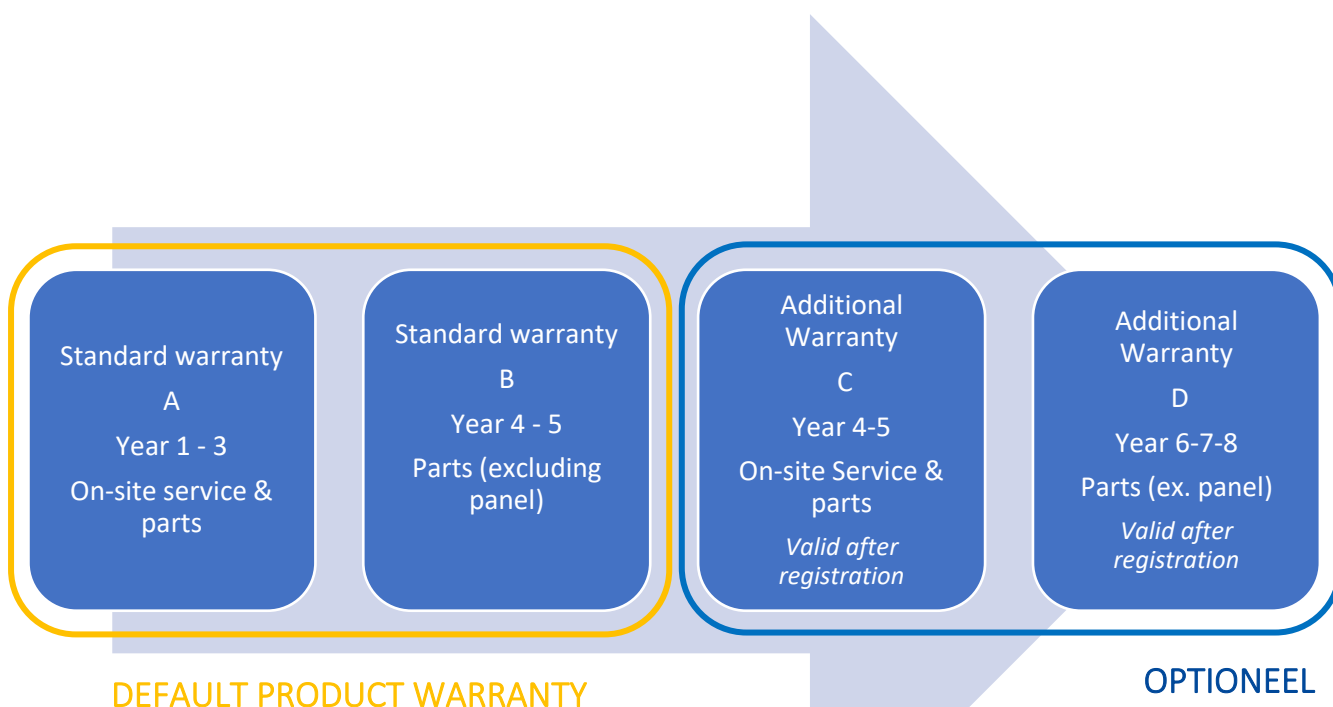 Standard warranty
A
Year 1 - 3
On-site service &
parts
Standard warranty
B
Year 4 - 5
Parts (excluding
panel)
Additional
Warranty
C
Year 4-5
On-site Service &
parts
Valid after
registration
Additional
Warranty
D
Year 6-7-8
Parts (ex. panel)
Valid after
registration
DEFAULT PRODUCT WARRANTY
OPTIONEEL